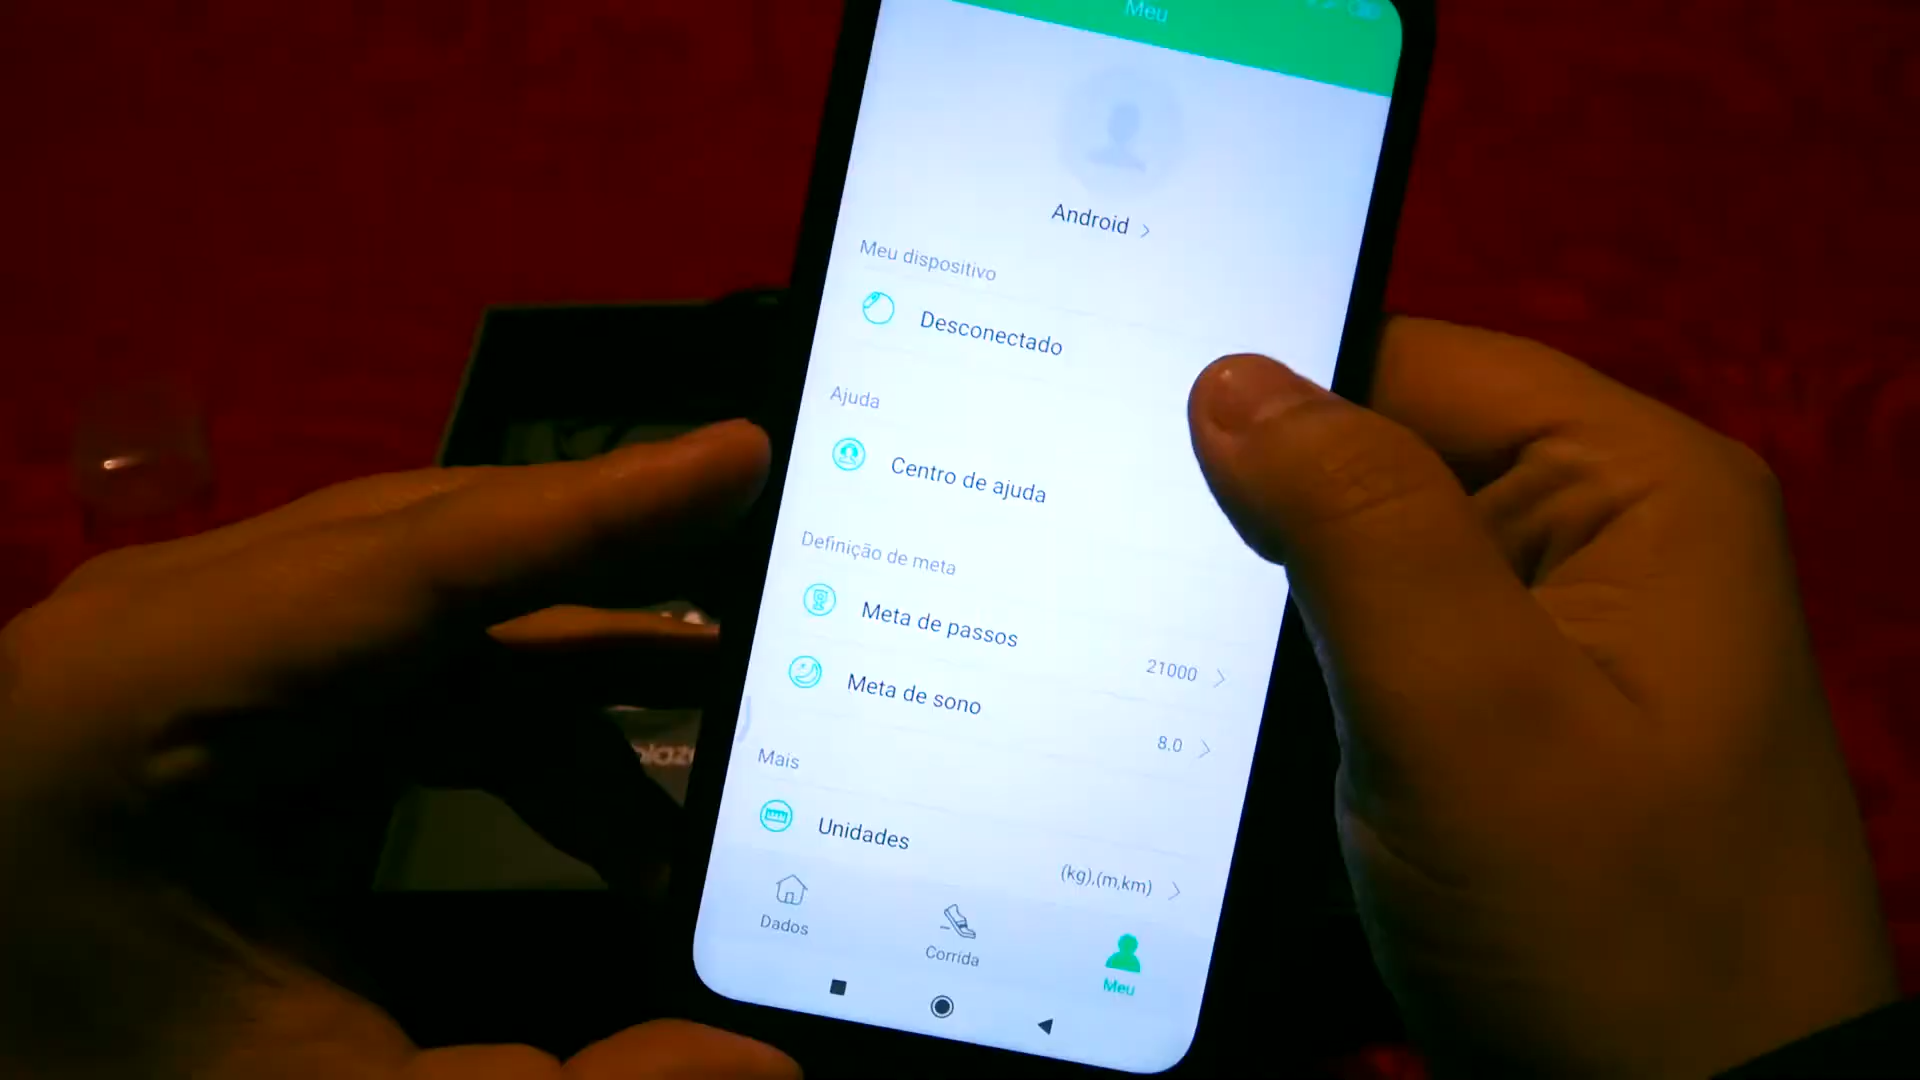 Meu
Android
Meu dispositivo
Desconectado
Ajuda
Centro de ajuda
Definição de meta
Meta de passos
21000
Meta de sono
8.0
Mais
Unidades
(kg),(m,km)
Dados
Corrida
Meu